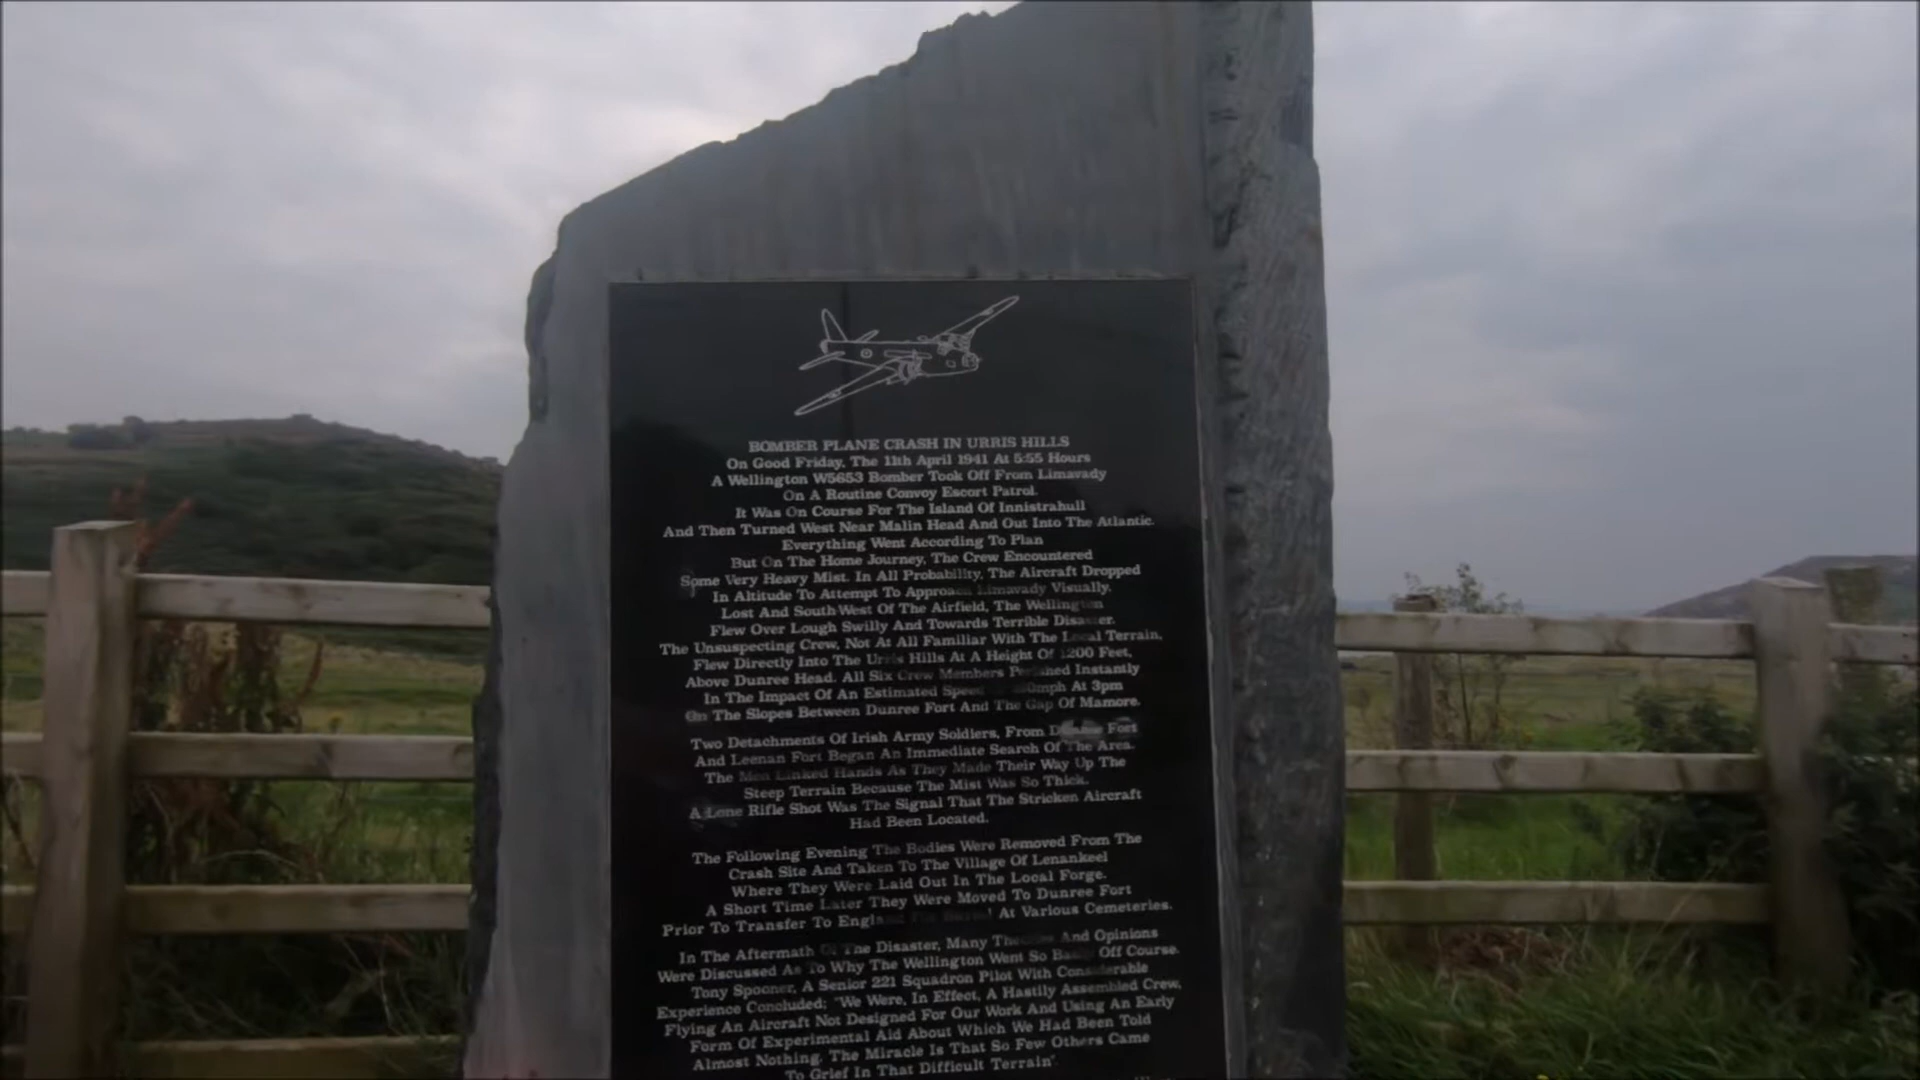 BOMBER PLANE CRASH IN URRIS HILLS
On Good Friday, The 11th April 1941 At 5:55 Hours
A Wellington W5653 Bomber Took Off From Limavady
On A Routine Convoy Escort Patrol.
It Was On Course For The Island Of Innistrahull
And Then Turned West Near Malin Head And Out Into The Atlantic.
Everything Went According To Plan
But On The Home Journey, The Crew Encountered
Some Very Heavy Mist. In All Probability, The Aircraft Dropped
In Altitude To Attempt To Approach Limavady Visually.
Lost And South-West Of The Airfield, The Wellington
Flew Over Lough Swilly And Towards Terrible Disaster.
The Unsuspecting Crew, Not At All Familiar With The Local Terrain,
Flew Directly Into The Urris Hills At A Height Of 1200 Feet,
Above Dunree Head. All Six Crew Members Perished Instantly
In The Impact Of An Estimated Speed At 3pm
On The Slopes Between Dunree Fort And The Gap Of Mamore.
Two Detachments Of Irish Army Soldiers, From Dunree Fort
And Leenan Fort Began An Immediate Search Of The Area.
The Men Linked Hands As They Made Their Way Up The
Steep Terrain Because The Mist Was So Thick.
A Lone Rifle Shot Was The Signal That The Stricken Aircraft
Had Been Located.
The Following Evening The Bodies Were Removed From The
Crash Site And Taken To The Village Of Lenankeel
Where They Were Laid Out In The Local Forge.
A Short Time Later They Were Moved To Dunree Fort
Prior To Transfer To England For Burial At Various Cemeteries.
In The Aftermath Of The Disaster, Many Theories And Opinions
Were Discussed As To Why The Wellington Went So Badly Off Course.
Tony Spooner, A Senior 221 Squadron Pilot With Considerable
Experience Concluded; "We Were, In Effect, A Hastily Assembled Crew,
Flying An Aircraft Not Designed For Our Work And Using An Early
Form Of Experimental Aid About Which We Had Been Told
Almost Nothing. The Miracle Is That So Few Others Came
To Grief In That Difficult Terrain".